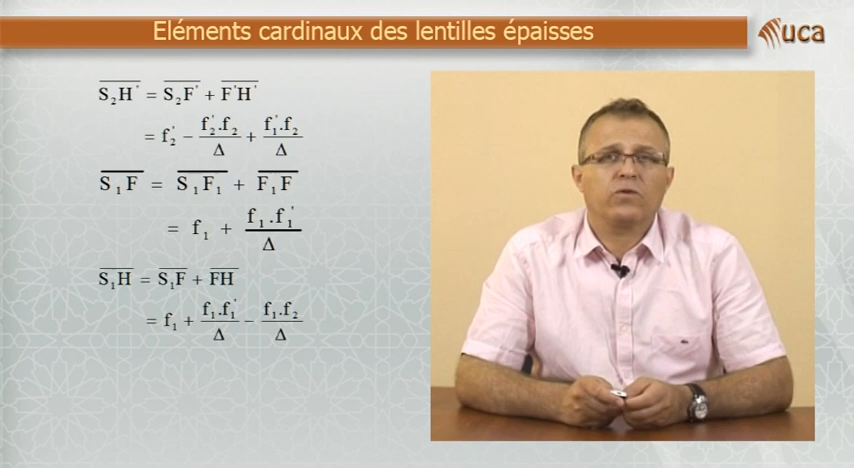 Eléments cardinaux des lentilles épaisses
uca
S₂H' = S₂F' + F'H'
= f₂' − f₂'.f₂ / Δ + f₁'.f₂ / Δ
S₁F = S₁F₁ + F₁F
= f₁ + f₁.f₁' / Δ
S₁H = S₁F + FH
= f₁ + f₁.f₁' / Δ − f₁.f₂ / Δ